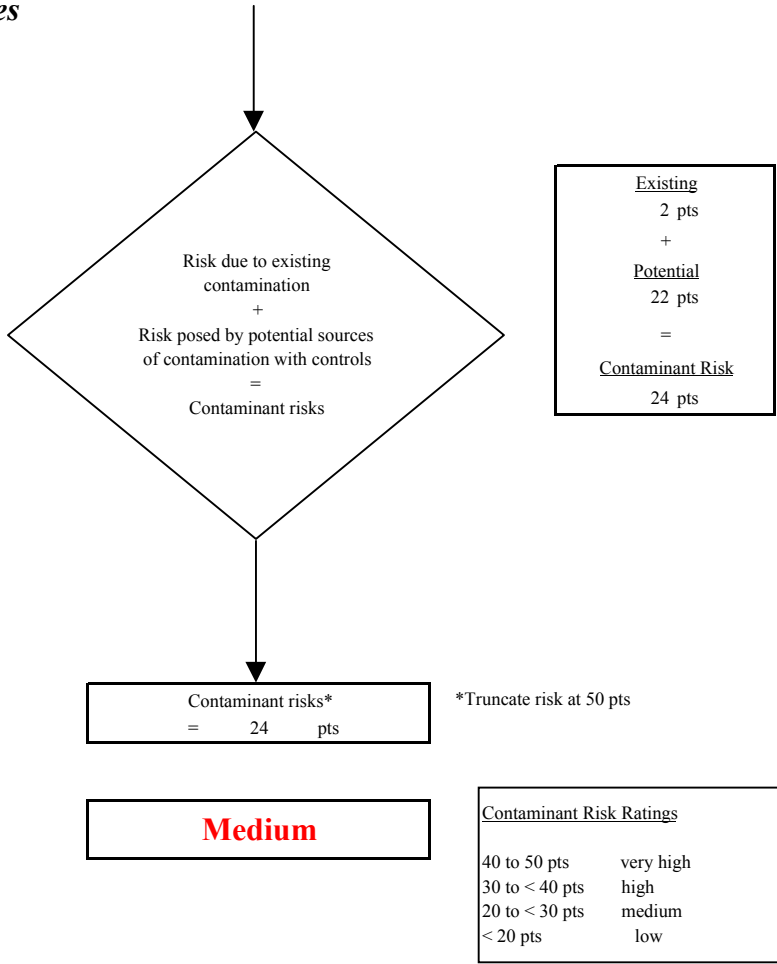 es
Risk due to existing
contamination
+
Risk posed by potential sources
of contamination with controls
=
Contaminant risks
Existing
2 pts
+
Potential
22 pts
=
Contaminant Risk
24 pts
Contaminant risks*
= 24 pts
*Truncate risk at 50 pts
Medium
Contaminant Risk Ratings
40 to 50 pts very high
30 to < 40 pts high
20 to < 30 pts medium
< 20 pts low